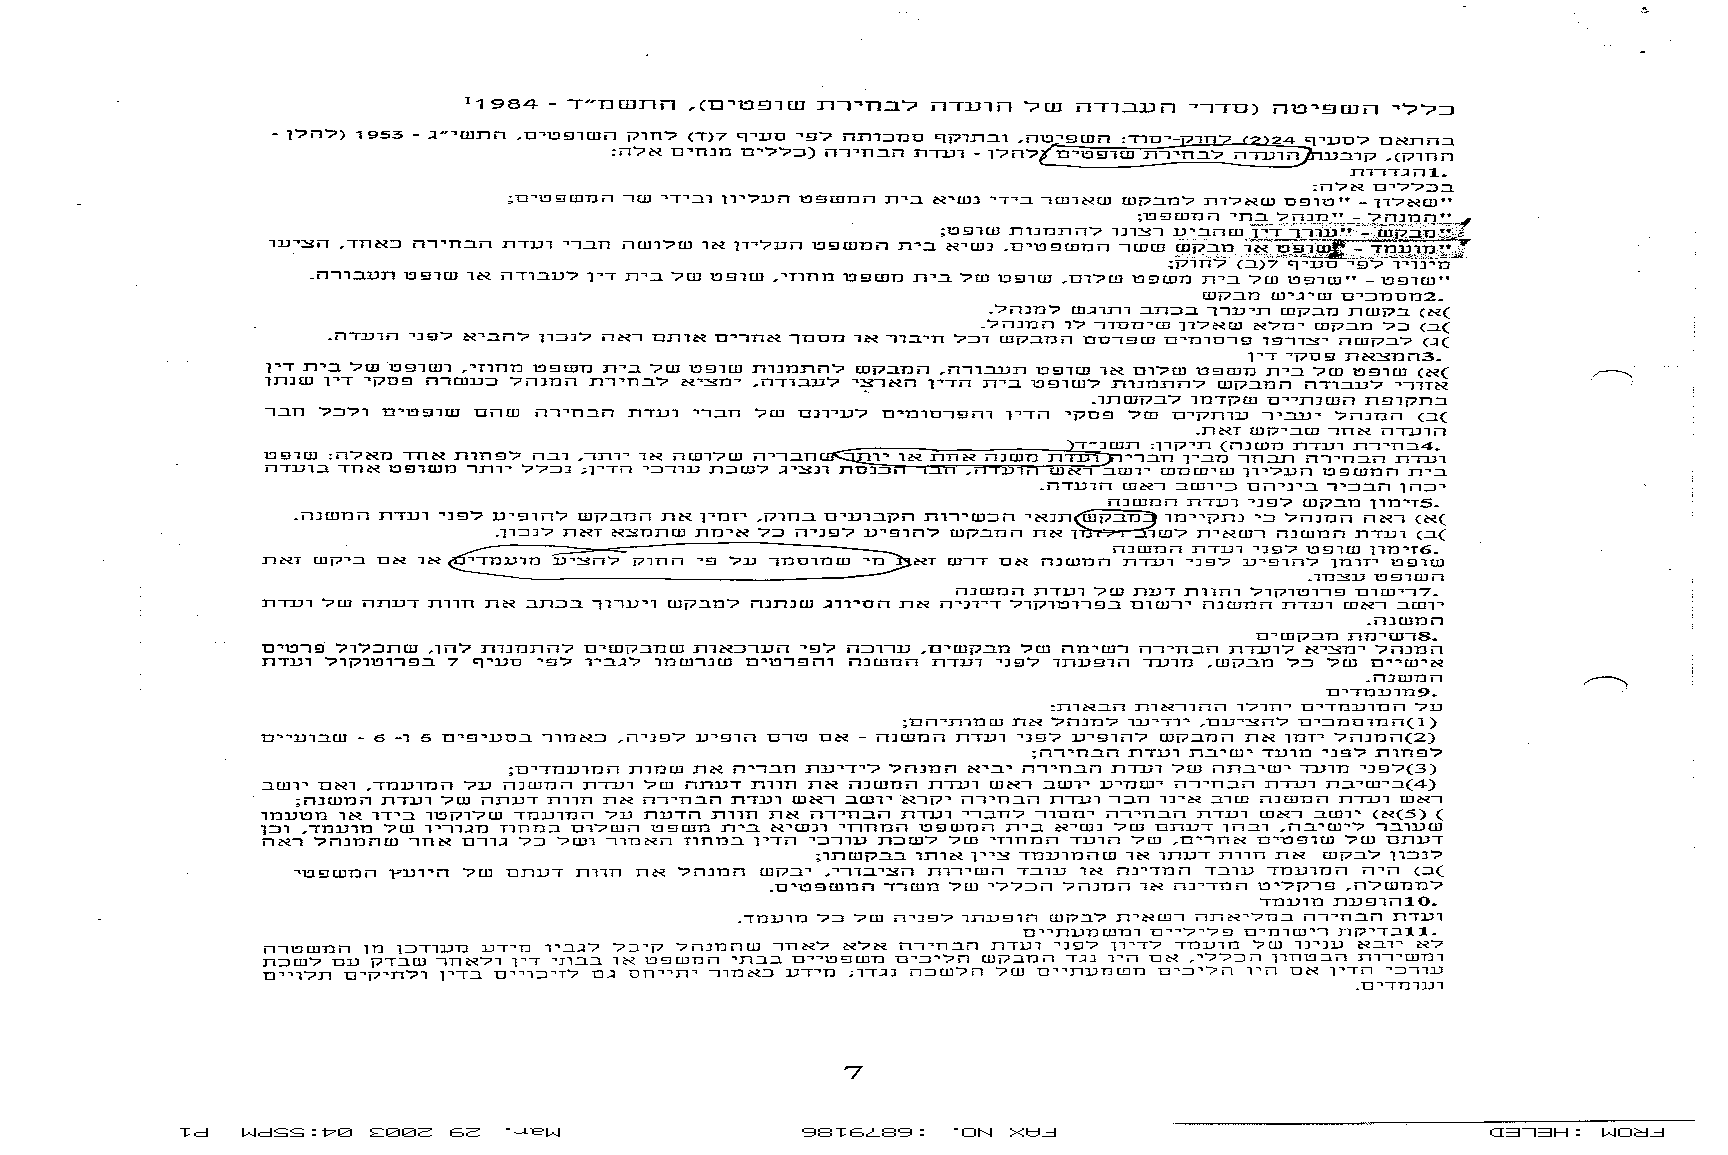 כללי השפיטה (סדרי העבודה של הועדה לבחירת שופטים), התשמ״ד - 1984¹
בהתאם לסעיף 24(2) לחוק-יסוד: השפיטה, ובתוקף סמכותה לפי סעיף 7(ד) לחוק השופטים, התשי״ג - 1953 (להלן -
החוק), קובעת הועדה לבחירת שופטים (להלן - ועדת הבחירה) כללים מנחים אלה:
.1הגדרות
בכללים אלה:
"שאלון - "טופס שאלות למבקש שאושר בידי נשיא בית המשפט העליון ובידי שר המשפטים;
"המנהל - "מנהל בתי המשפט;
"מבקש - "עורך דין שהביע רצונו להתמנות שופט;
"מועמד - "שופט או מבקש ששר המשפטים, נשיא בית המשפט העליון או שלושה חברי ועדת הבחירה כאחד, הציעו
מינויו לפי סעיף 7(ב) לחוק;
"שופט - "שופט של בית משפט שלום, שופט של בית משפט מחוזי, שופט של בית דין לעבודה או שופט תעבורה.
.2מסמכים שיגיש מבקש
)א) בקשת מבקש תיערך בכתב ותוגש למנהל.
)ב) כל מבקש ימלא שאלון שימסור לו המנהל.
)ג) לבקשה יצורפו פרסומים שפרסם המבקש וכל חיבור או מסמך אחרים אותם ראה לנכון להביא לפני הועדה.
.3המצאת פסקי דין
)א) שופט של בית משפט שלום או שופט תעבורה, המבקש להתמנות שופט של בית משפט מחוזי, ושופט של בית דין
אזורי לעבודה המבקש להתמנות לשופט בית הדין הארצי לעבודה, ימציא לבחירת המנהל כעשרה פסקי דין שנתן
בתקופת השנתיים שקדמו לבקשתו.
)ב) המנהל יעביר עותקים של פסקי הדין והפרסומים לעיונם של חברי ועדת הבחירה שהם שופטים ולכל חבר
הועדה אחר שביקש זאת.
.4בחירת ועדת משנה) תיקון: תשנ״ד(
ועדת הבחירה תבחר מבין חבריה ועדת משנה אחת או יותר שחבריה שלושה או יותר, ובה לפחות אחד מאלה: שופט
בית המשפט העליון שישמש יושב ראש הועדה, חבר הכנסת ונציג לשכת עורכי הדין; נכלל יותר משופט אחד בועדה
יכהן הבכיר ביניהם כיושב ראש הועדה.
.5זימון מבקש לפני ועדת המשנה
)א) ראה המנהל כי נתקיימו במבקש תנאי הכשירות הקבועים בחוק, יזמין את המבקש להופיע לפני ועדת המשנה.
)ב) ועדת המשנה רשאית לשוב ולזמן את המבקש להופיע לפניה כל אימת שתמצא זאת לנכון.
.6זימון שופט לפני ועדת המשנה
שופט יוזמן להופיע לפני ועדת המשנה אם דרש זאת מי שמוסמך על פי החוק להציע מועמדים או אם ביקש זאת
השופט עצמו.
.7רישום פרוטוקול וחוות דעת של ועדת המשנה
יושב ראש ועדת המשנה ירשום בפרוטוקול דיוניה את הסיווג שנתנה למבקש ויערוך בכתב את חוות דעתה של ועדת
המשנה.
.8רשימת מבקשים
המנהל ימציא לועדת הבחירה רשימה של מבקשים, ערוכה לפי הערכאות שמבקשים להתמנות להן, שתכלול פרטים
אישיים של כל מבקש, מועד הופעתו לפני ועדת המשנה והפרטים שנרשמו לגביו לפי סעיף 7 בפרוטוקול ועדת
המשנה.
.9מועמדים
על המועמדים יחולו ההוראות הבאות:
(1)המוסמכים להציעם, יודיעו למנהל את שמותיהם;
(2)המנהל יזמן את המבקש להופיע לפני ועדת המשנה - אם טרם הופיע לפניה, כאמור בסעיפים 5 ו- 6 - שבועיים
לפחות לפני מועד ישיבת ועדת הבחירה;
(3)לפני מועד ישיבתה של ועדת הבחירה יביא המנהל לידיעת חבריה את שמות המועמדים;
(4)בישיבת ועדת הבחירה ישמיע יושב ראש ועדת המשנה את חוות דעתה של ועדת המשנה על המועמד, ואם יושב
ראש ועדת המשנה שוב אינו חבר ועדת הבחירה יקרא יושב ראש ועדת הבחירה את חוות דעתה של ועדת המשנה;
) (5)א) יושב ראש ועדת הבחירה ימסור לחברי ועדת הבחירה את חוות הדעת על המועמד שלוקטו בידו או מטעמו
שעובר לישיבה, ובהן דעתם של נשיא בית המשפט המחוזי ונשיא בית משפט השלום במחוז מגוריו של מועמד, וכן
דעתם של שופטים אחרים, של הועד המחוזי של לשכת עורכי הדין במחוז האמור ושל כל גורם אחר שהמנהל ראה
לנכון לבקש את חוות דעתו או שהמועמד ציין אותו בבקשתו;
)ב) היה המועמד עובד המדינה או עובד השירות הציבורי, יבקש המנהל את חוות דעתם של היועץ המשפטי
לממשלה, פרקליט המדינה או המנהל הכללי של משרד המשפטים.
.10הופעת מועמד
ועדת הבחירה במליאתה רשאית לבקש הופעתו לפניה של כל מועמד.
.11בדיקת רישומים פליליים ומשמעתיים
לא יובא ענינו של מועמד לדיון לפני ועדת הבחירה אלא לאחר שהמנהל קיבל לגביו מידע מעודכן מן המשטרה
ומשירות הבטחון הכללי, אם היו נגד המבקש הליכים משפטיים בבתי המשפט או בבתי דין ולאחר שבדק עם לשכת
עורכי הדין אם היו הליכים משמעתיים של הלשכה נגדו; מידע כאמור יתייחס גם לזיכויים בדין ולתיקים תלויים
ועומדים.
7
FROM :HELED FAX NO. :6879186 Mar. 29 2003 04:55PM P1